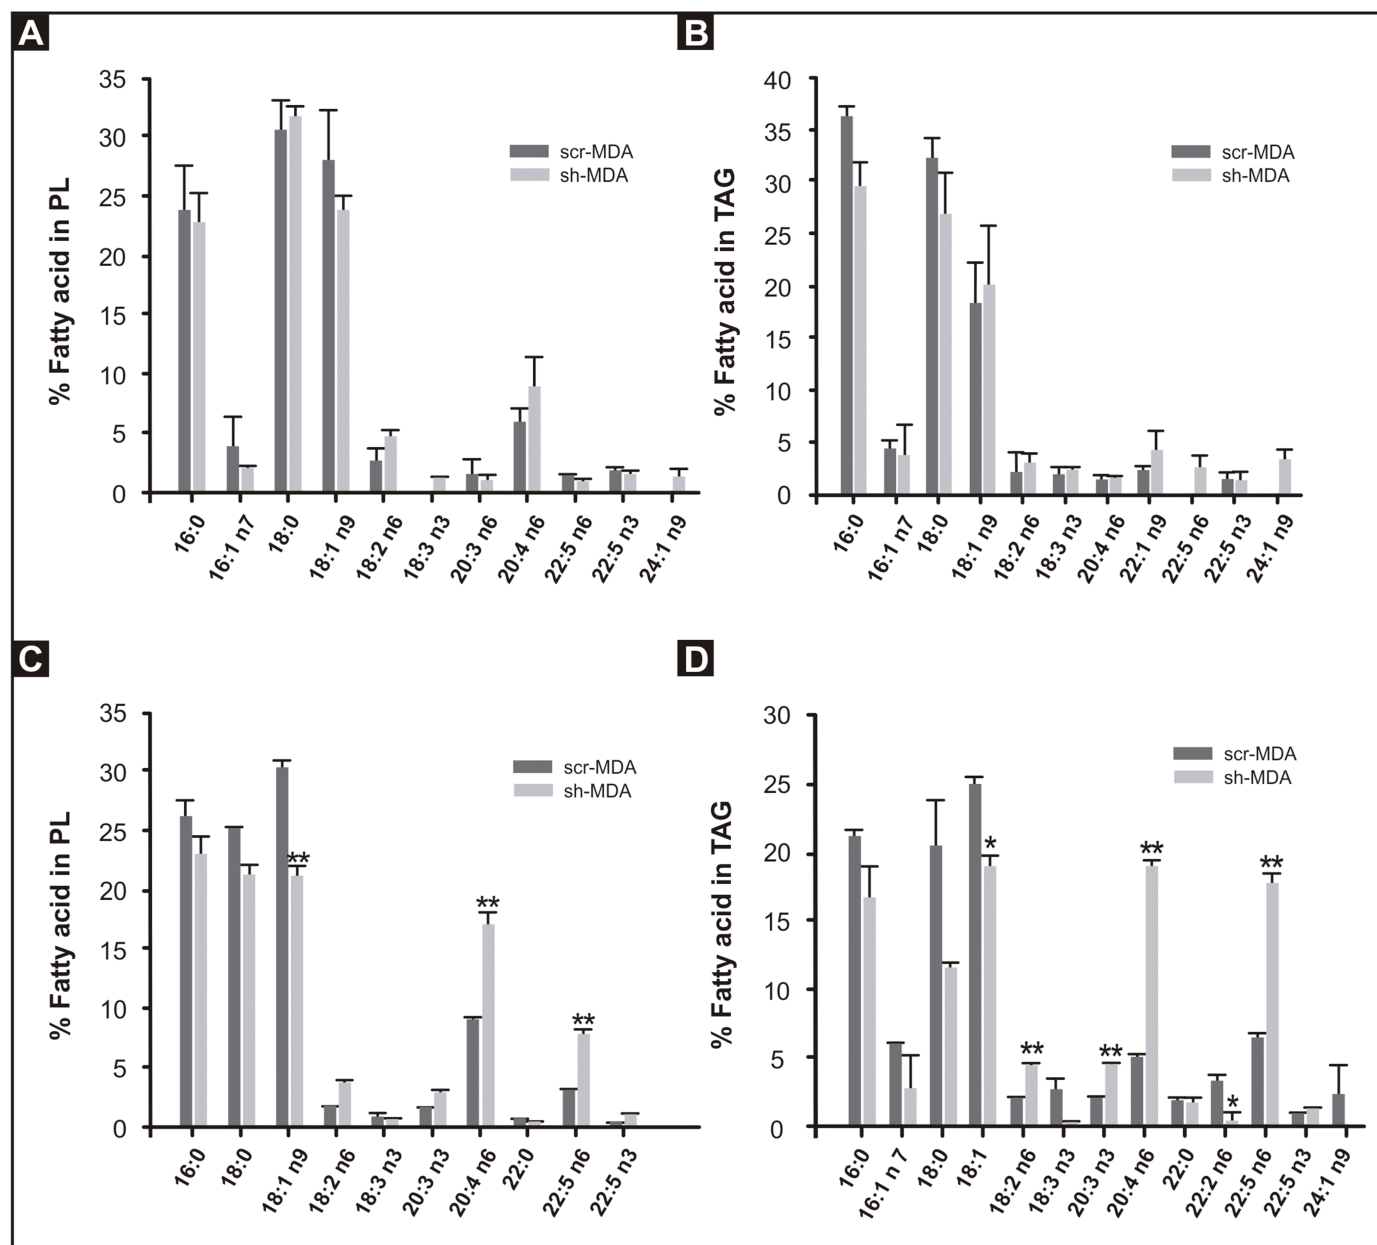 A
% Fatty acid in PL
35
30
25
20
15
10
5
0
scr-MDA
sh-MDA
16:0
16:1 n7
18:0
18:1 n9
18:2 n6
18:3 n3
20:3 n6
20:4 n6
22:5 n6
22:5 n3
24:1 n9
B
% Fatty acid in TAG
40
35
30
25
20
15
10
5
0
scr-MDA
sh-MDA
16:0
16:1 n7
18:0
18:1 n9
18:2 n6
18:3 n3
20:4 n6
22:1 n9
22:5 n6
22:5 n3
24:1 n9
C
% Fatty acid in PL
35
30
25
20
15
10
5
0
scr-MDA
sh-MDA
**
**
**
16:0
18:0
18:1 n9
18:2 n6
18:3 n3
20:3 n3
20:4 n6
22:0
22:5 n6
22:5 n3
D
% Fatty acid in TAG
30
25
20
15
10
5
0
scr-MDA
sh-MDA
*
**
**
**
*
**
16:0
16:1 n 7
18:0
18:1
18:2 n6
18:3 n3
20:3 n3
20:4 n6
22:0
22:2 n6
22:5 n6
22:5 n3
24:1 n9